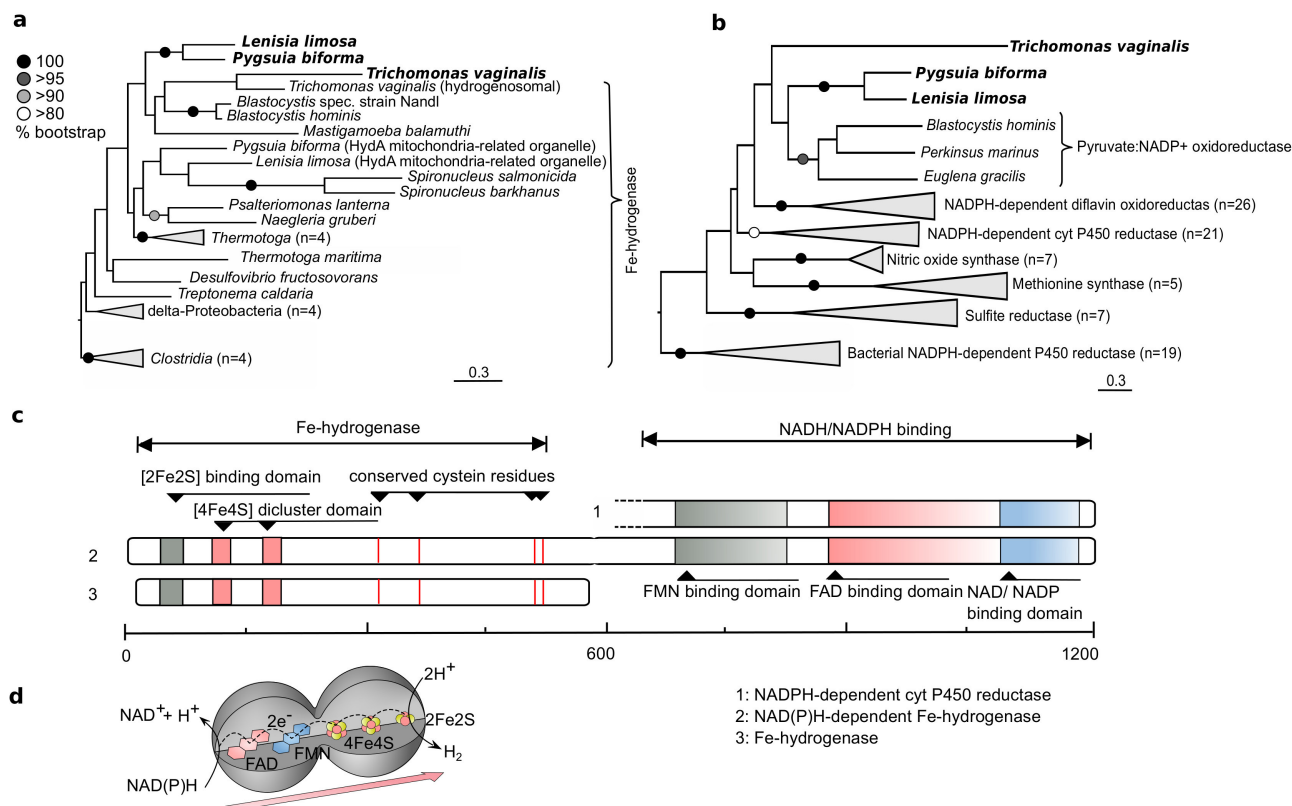 a
100
>95
>90
>80
% bootstrap
Lenisia limosa
Pygsuia biforma
Trichomonas vaginalis
Trichomonas vaginalis (hydrogenosomal)
Blastocystis spec. strain Nandl
Blastocystis hominis
Mastigamoeba balamuthi
Pygsuia biforma (HydA mitochondria-related organelle)
Lenisia limosa (HydA mitochondria-related organelle)
Spironucleus salmonicida
Spironucleus barkhanus
Psalteriomonas lanterna
Naegleria gruberi
Thermotoga (n=4)
Thermotoga maritima
Desulfovibrio fructosovorans
Treptonema caldaria
delta-Proteobacteria (n=4)
Clostridia (n=4)
Fe-hydrogenase
0.3
b
Trichomonas vaginalis
Pygsuia biforma
Lenisia limosa
Blastocystis hominis
Perkinsus marinus
Euglena gracilis
Pyruvate:NADP+ oxidoreductase
NADPH-dependent diflavin oxidoreductas (n=26)
NADPH-dependent cyt P450 reductase (n=21)
Nitric oxide synthase (n=7)
Methionine synthase (n=5)
Sulfite reductase (n=7)
Bacterial NADPH-dependent P450 reductase (n=19)
0.3
c
Fe-hydrogenase
NADH/NADPH binding
[2Fe2S] binding domain
conserved cystein residues
[4Fe4S] dicluster domain
1
2
3
FMN binding domain
FAD binding domain
NAD/ NADP
binding domain
0
600
1200
d
2H+
NAD++ H+
2e-
2Fe2S
4Fe4S
FMN
FAD
H2
NAD(P)H
1: NADPH-dependent cyt P450 reductase
2: NAD(P)H-dependent Fe-hydrogenase
3: Fe-hydrogenase